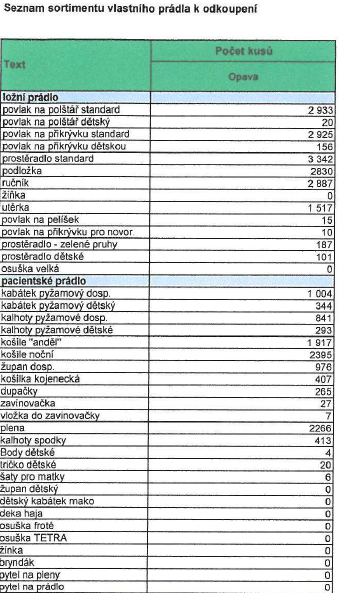 Seznam sortimentu vlastního prádla k odkoupení
Text Počet kusů
Opava
ložní prádlo
povlak na polštář standard 2 933
povlak na polštář dětský 20
povlak na přikrývku standard 2 925
povlak na přikrývku dětskou 156
prostěradlo standard 3 342
podložka 2830
ručník 2 887
žíňka 0
utěrka 1 517
povlak na pelíšek 15
povlak na přikrývku pro novor 10
prostěradlo - zelené pruhy 187
prostěradlo dětské 101
osuška velká 0
pacientské prádlo
kabátek pyžamový dosp. 1 004
kabátek pyžamový dětský 344
kalhoty pyžamové dosp. 841
kalhoty pyžamové dětské 293
košile "anděl" 1 917
košile noční 2395
župan dosp. 976
košilka kojenecká 407
dupačky 265
zavinovačka 27
vložka do zavinovačky 7
plena 2266
kalhoty spodky 413
Body dětské 4
tričko dětské 20
šaty pro matky 6
župan dětský 0
dětský kabátek mako 0
deka haja 0
osuška froté 0
osuška TETRA 0
žínka 0
bryndák 0
pytel na pleny 0
pytel na prádlo 0